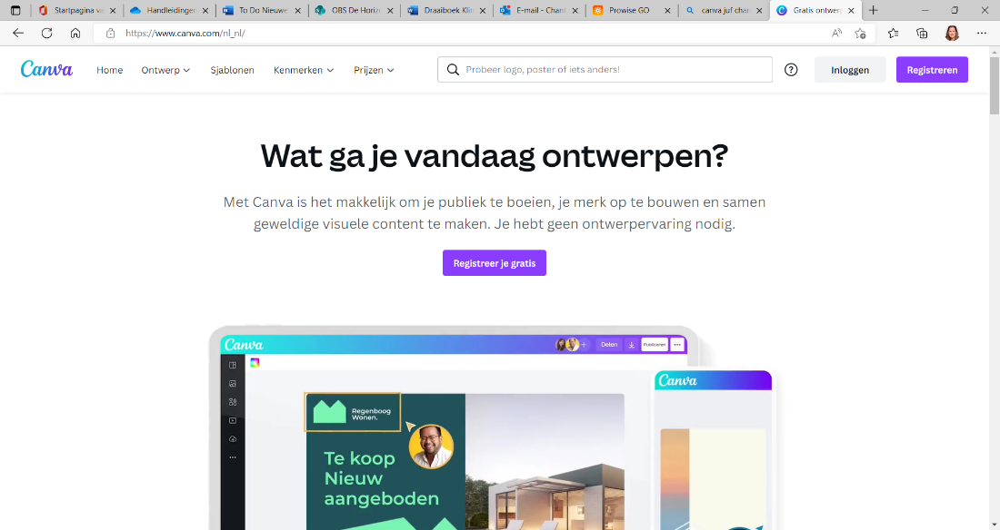 Startpagina va
Handleidinger
To Do Nieuwe
OBS De Horiz
Draaiboek Klu
E-mail - Chant
Prowise GO
canva juf chan
Gratis ontwerp
https://www.canva.com/nl_nl/
Canva
Home
Ontwerp
Sjablonen
Kenmerken
Prijzen
Probeer logo, poster of iets anders!
Inloggen
Registreren
Wat ga je vandaag ontwerpen?
Met Canva is het makkelijk om je publiek te boeien, je merk op te bouwen en samen
geweldige visuele content te maken. Je hebt geen ontwerpervaring nodig.
Registreer je gratis
Canva
Delen
Publiceren
Canva
Regenboog
Wonen.
Te koop
Nieuw
aangeboden